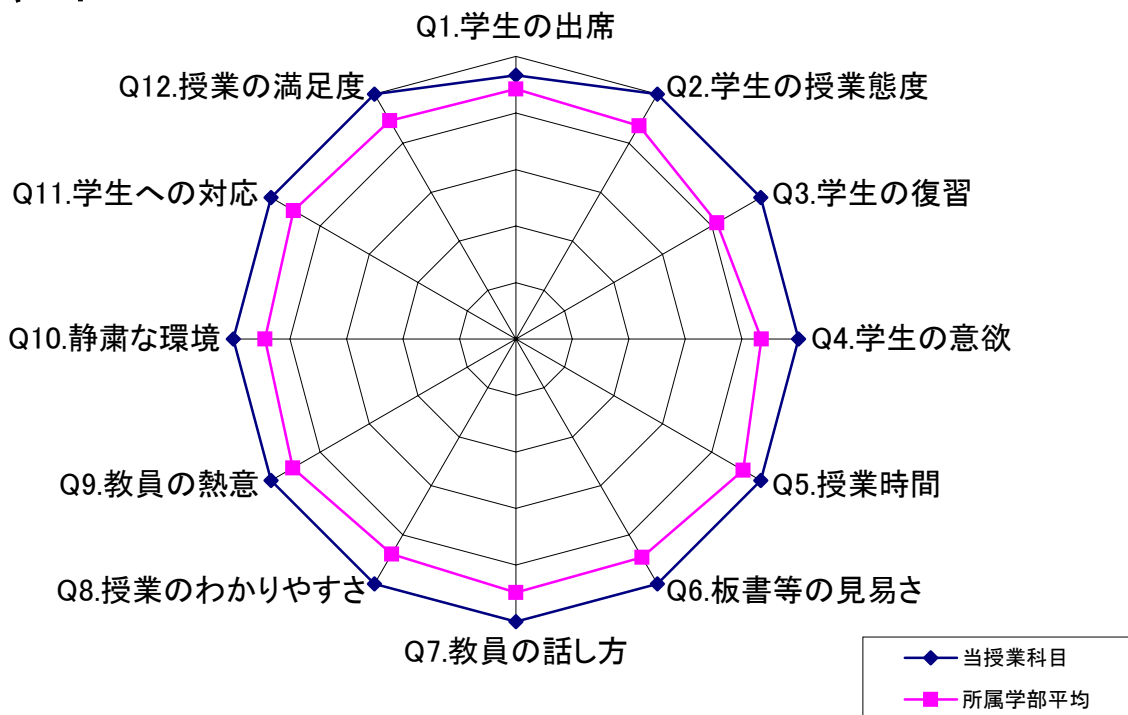 Q1.学生の出席
Q2.学生の授業態度
Q3.学生の復習
Q4.学生の意欲
Q5.授業時間
Q6.板書等の見易さ
Q7.教員の話し方
Q8.授業のわかりやすさ
Q9.教員の熱意
Q10.静粛な環境
Q11.学生への対応
Q12.授業の満足度
当授業科目
所属学部平均